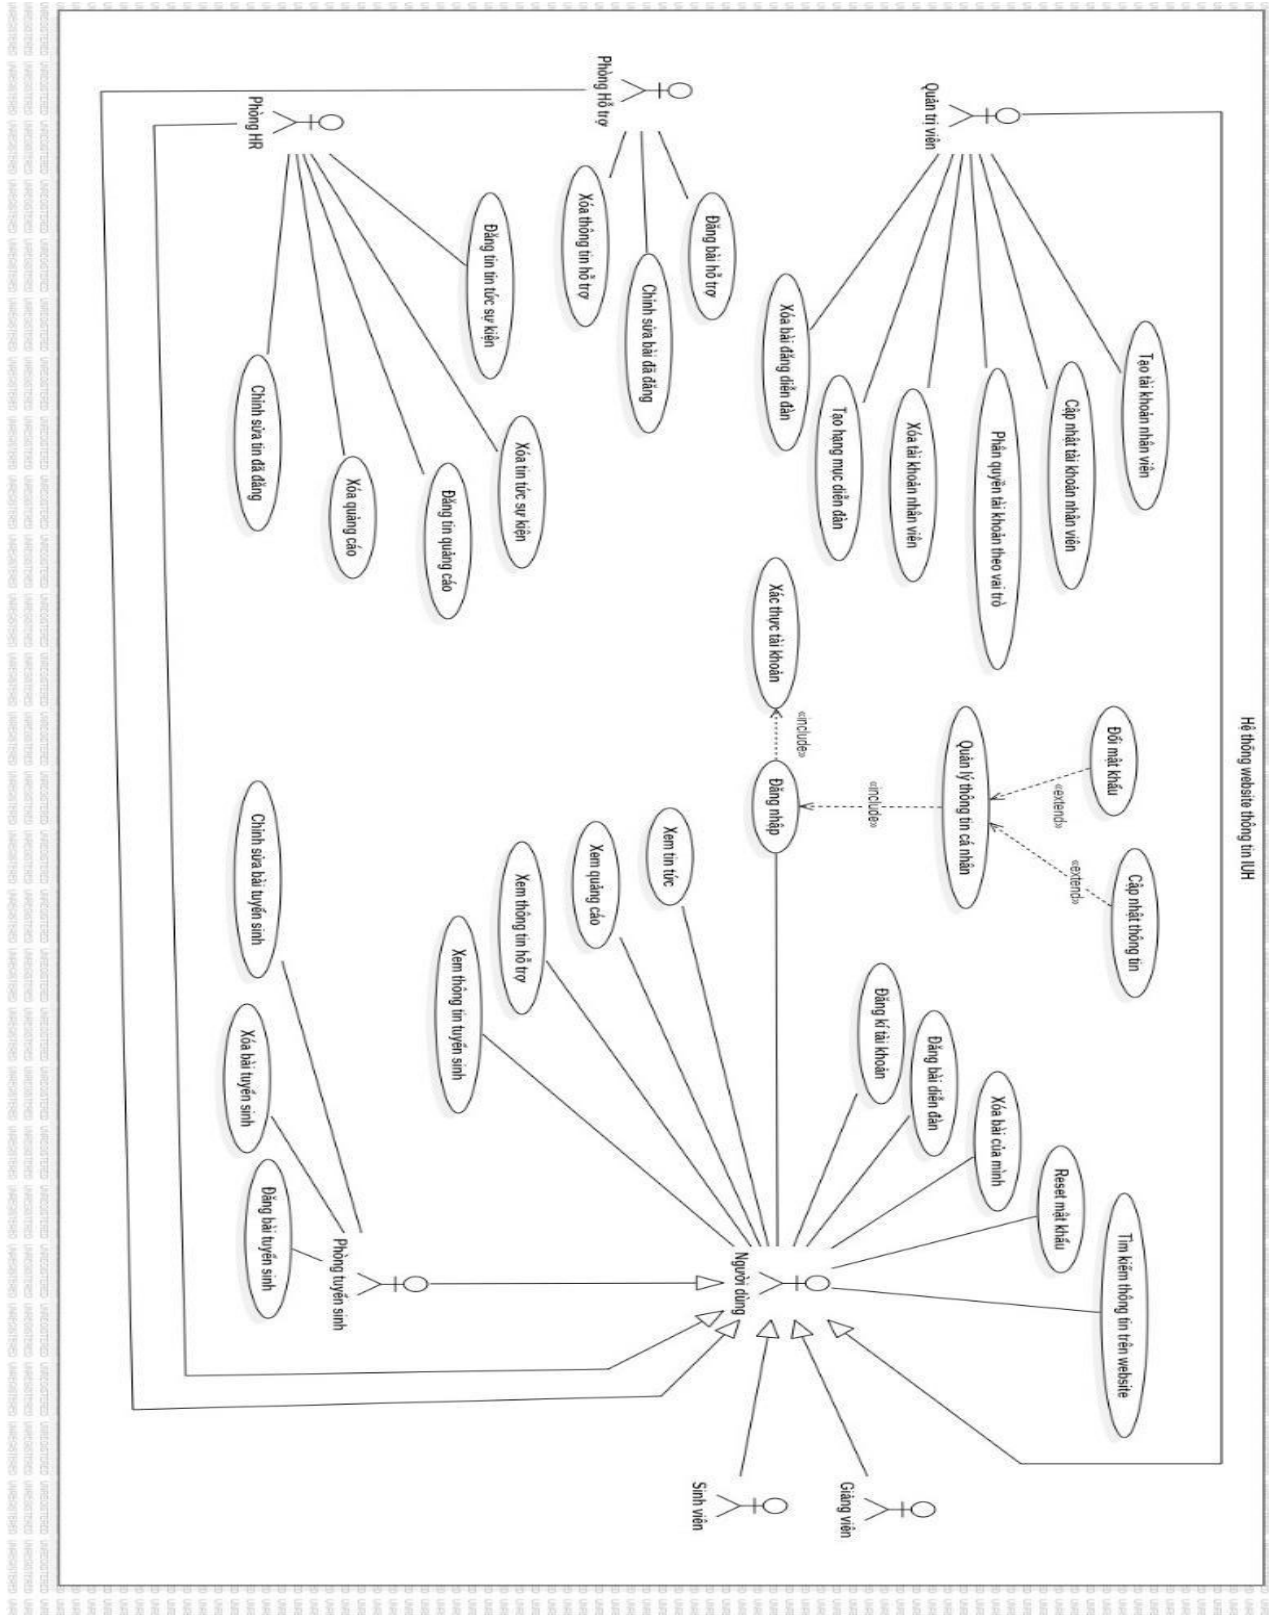 Hệ thống website thông tin IUH
Quản trị viên
Tạo tài khoản nhân viên
Cập nhật tài khoản nhân viên
Phân quyền tài khoản theo vai trò
Xóa tài khoản nhân viên
Tạo hạng mục diễn đàn
Xóa bài đăng diễn đàn
Phòng Hỗ trợ
Đăng bài hỗ trợ
Chỉnh sửa bài đã đăng
Xóa thông tin hỗ trợ
Phòng HR
Đăng tin tin tức sự kiện
Xóa tin tức sự kiện
Đăng tin quảng cáo
Xóa quảng cáo
Chỉnh sửa tin đã đăng
Đổi mật khẩu
Cập nhật thông tin
«extend»
«extend»
Quản lý thông tin cá nhân
«include»
Xác thực tài khoản
«include»
Đăng nhập
Xem tin tức
Xem quảng cáo
Xem thông tin hỗ trợ
Xem thông tin tuyển sinh
Tìm kiếm thông tin trên website
Reset mật khẩu
Xóa bài của mình
Đăng bài diễn đàn
Đăng kí tài khoản
Người dùng
Chỉnh sửa bài tuyển sinh
Xóa bài tuyển sinh
Đăng bài tuyển sinh
Phòng tuyển sinh
Giảng viên
Sinh viên